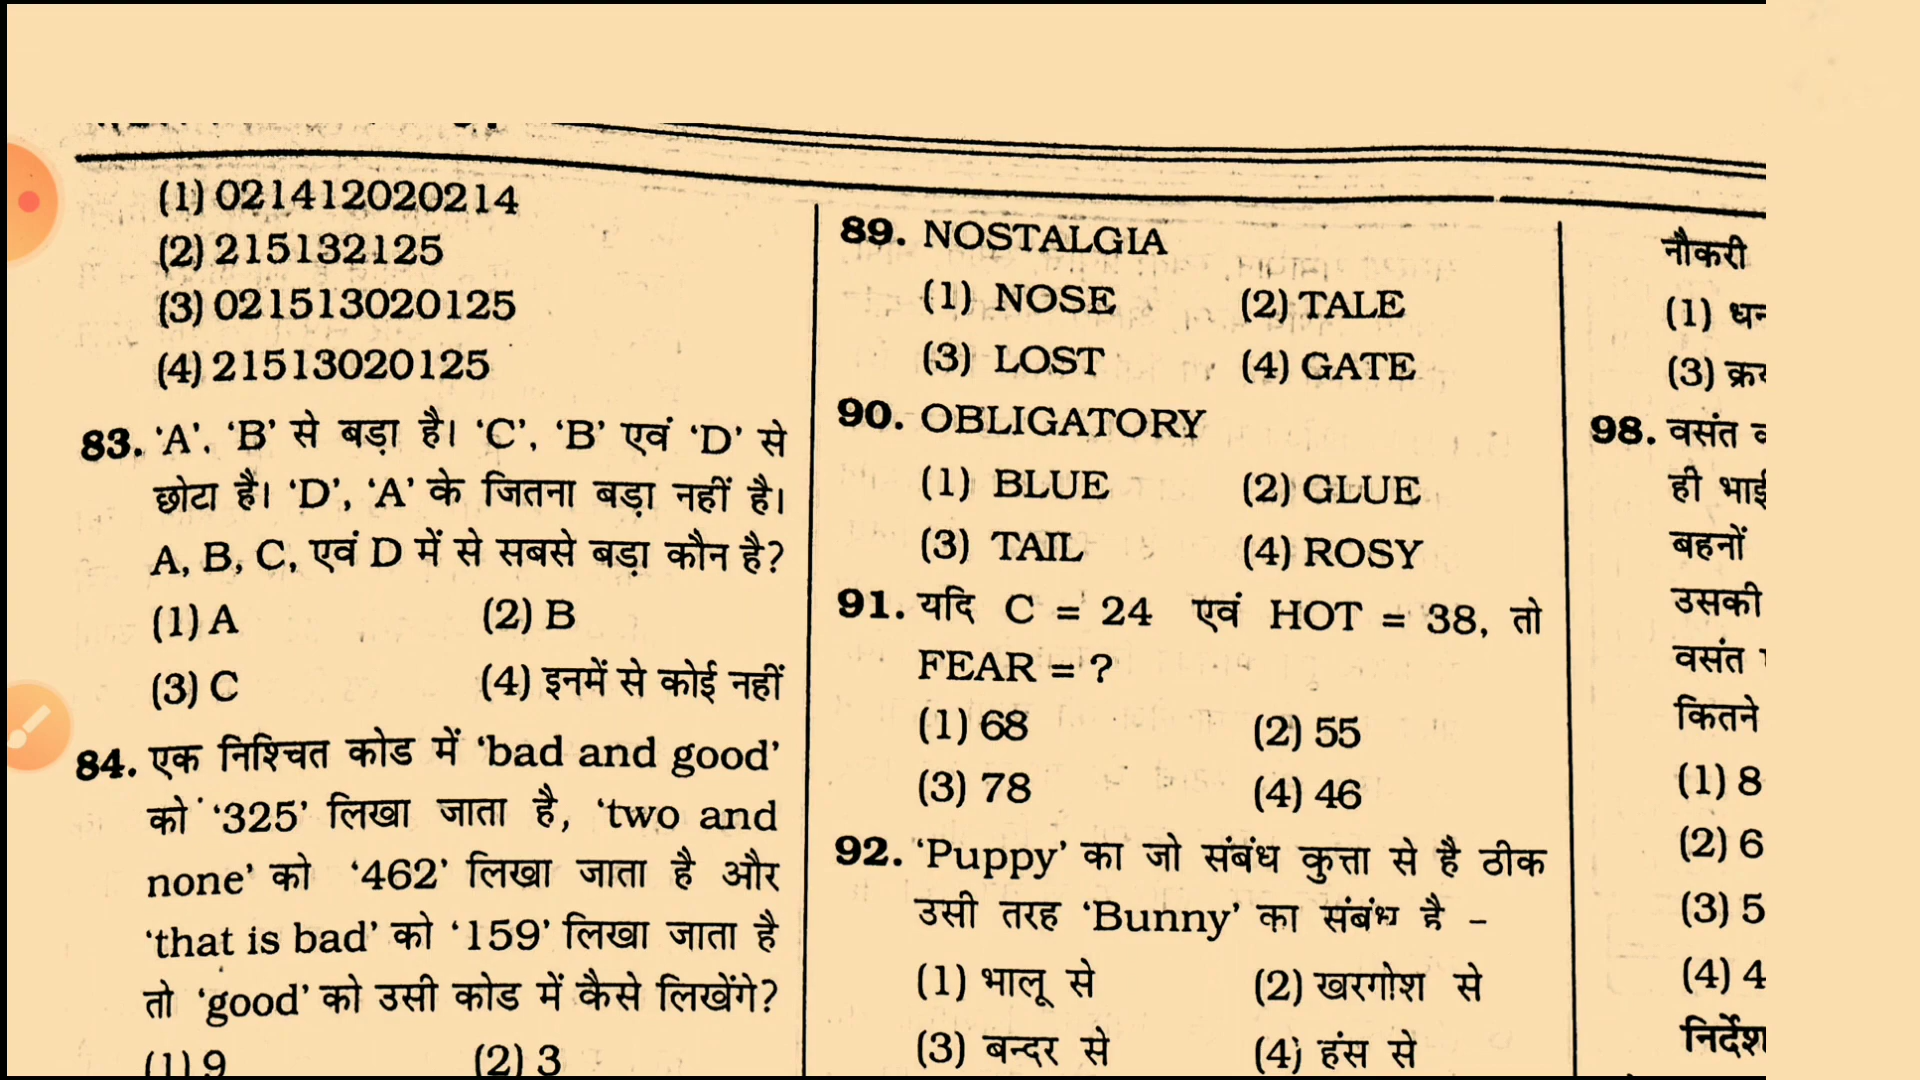 (1) 021412020214
(2) 215132125
(3) 021513020125
(4) 21513020125
83. 'A', 'B' से बड़ा है। 'C', 'B' एवं 'D' से
छोटा है। 'D', 'A' के जितना बड़ा नहीं है।
A, B, C, एवं D में से सबसे बड़ा कौन है?
(1) A (2) B
(3) C (4) इनमें से कोई नहीं
84. एक निश्चित कोड में 'bad and good'
को '325' लिखा जाता है, 'two and
none' को '462' लिखा जाता है और
'that is bad' को '159' लिखा जाता है
तो 'good' को उसी कोड में कैसे लिखेंगे?
(1) 9 (2) 3
89. NOSTALGIA
(1) NOSE (2) TALE
(3) LOST (4) GATE
90. OBLIGATORY
(1) BLUE (2) GLUE
(3) TAIL (4) ROSY
91. यदि C = 24 एवं HOT = 38, तो
FEAR = ?
(1) 68 (2) 55
(3) 78 (4) 46
92. 'Puppy' का जो संबंध कुत्ता से है ठीक
उसी तरह 'Bunny' का संबंध है -
(1) भालू से (2) खरगोश से
(3) बन्दर से (4) हंस से
नौकरी
(1)
(3)
98. वसंत
ही भाई
बहनों
उसकी
वसंत
कितने
(1) 8
(2) 6
(3) 5
(4) 4